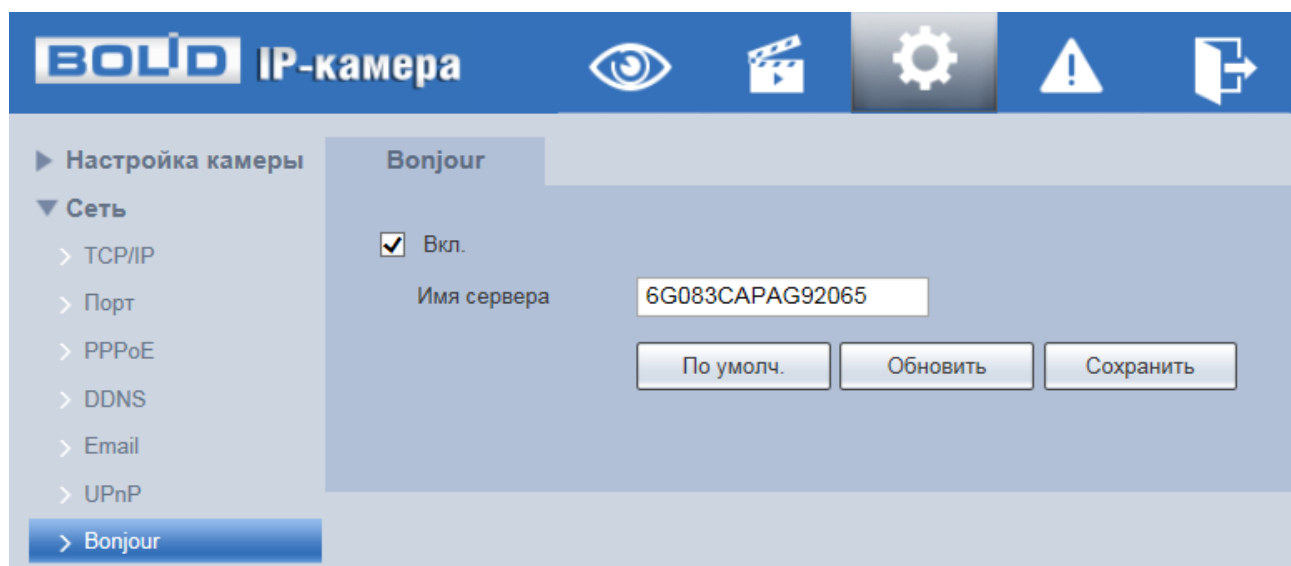 BOLID IP-камера
Настройка камеры
Bonjour
Сеть
TCP/IP
Вкл.
Порт
Имя сервера
6G083CAPAG92065
PPPoE
По умолч.
Обновить
Сохранить
DDNS
Email
UPnP
Bonjour